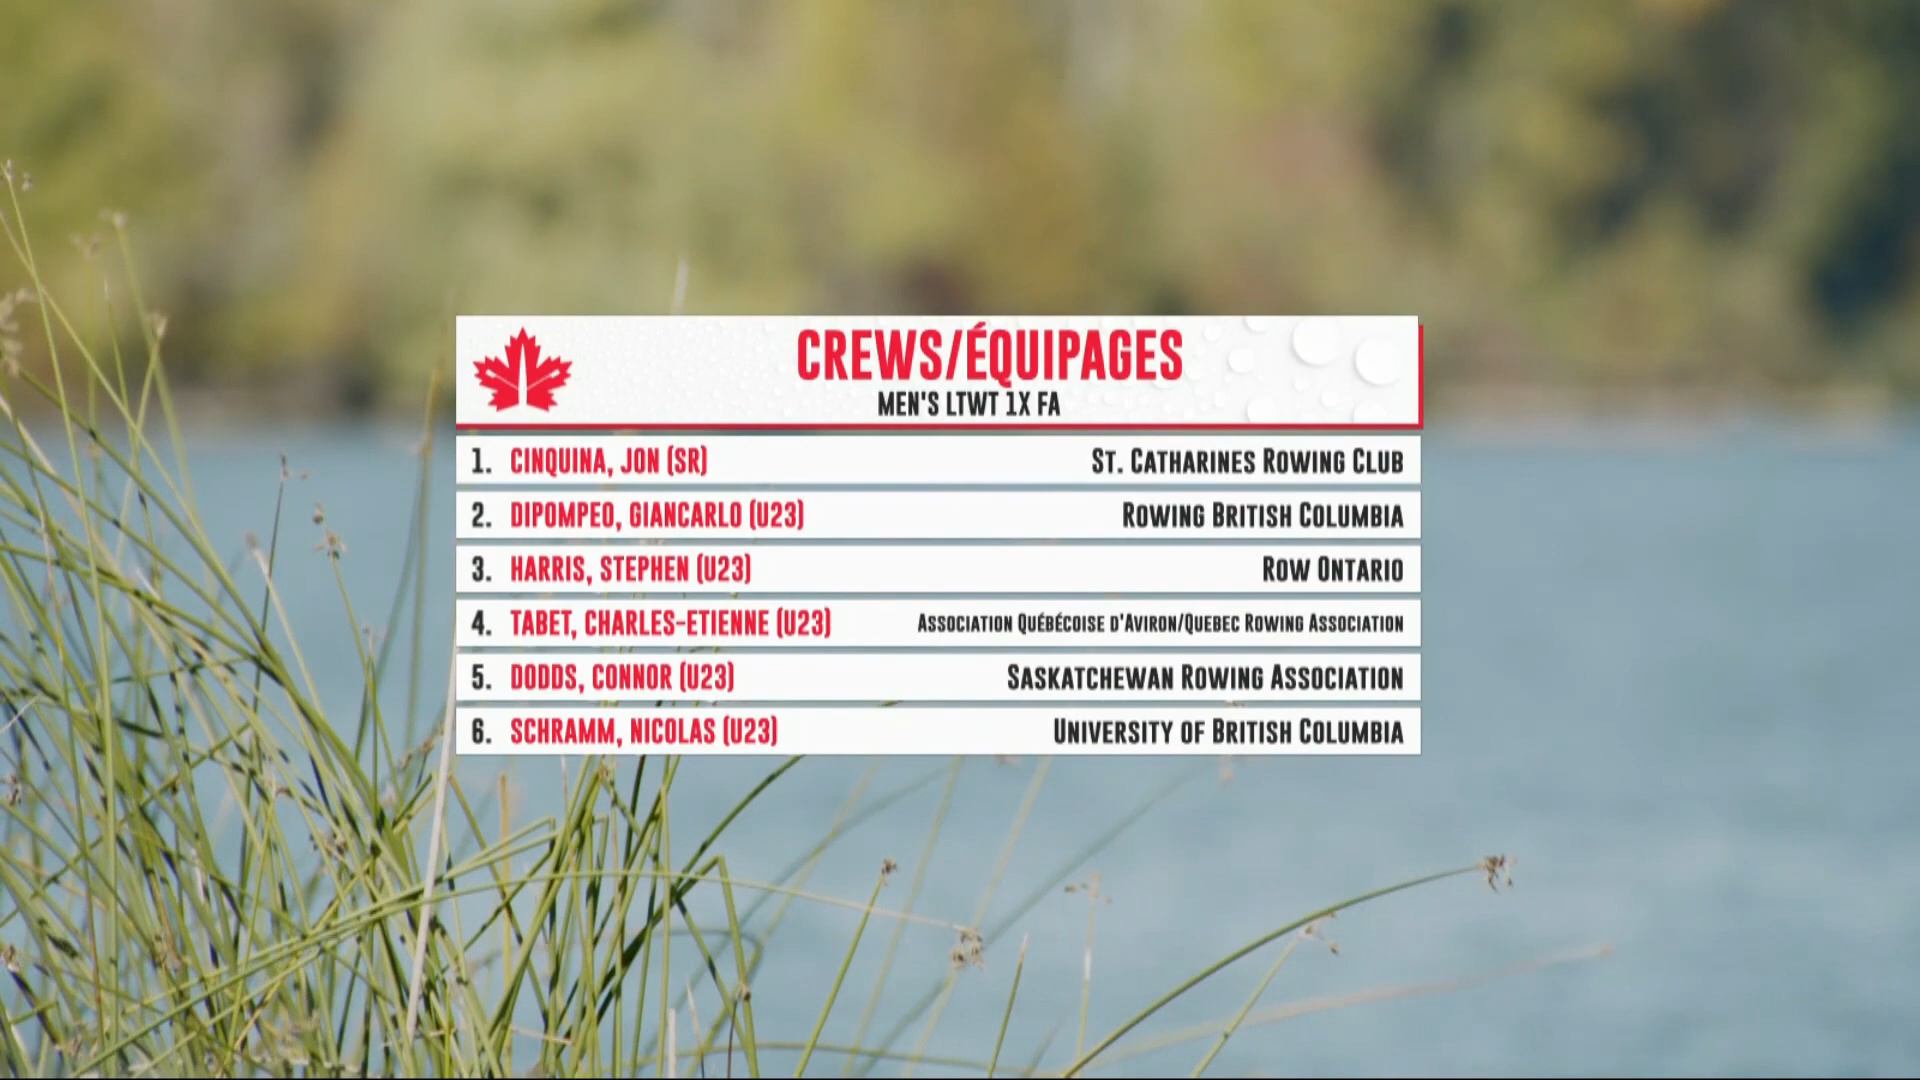 CREWS/ÉQUIPAGES
MEN'S LTWT 1X FA
1. CINQUINA, JON (SR) ST. CATHARINES ROWING CLUB
2. DIPOMPEO, GIANCARLO (U23) ROWING BRITISH COLUMBIA
3. HARRIS, STEPHEN (U23) ROW ONTARIO
4. TABET, CHARLES-ETIENNE (U23) ASSOCIATION QUÉBÉCOISE D'AVIRON/QUEBEC ROWING ASSOCIATION
5. DODDS, CONNOR (U23) SASKATCHEWAN ROWING ASSOCIATION
6. SCHRAMM, NICOLAS (U23) UNIVERSITY OF BRITISH COLUMBIA